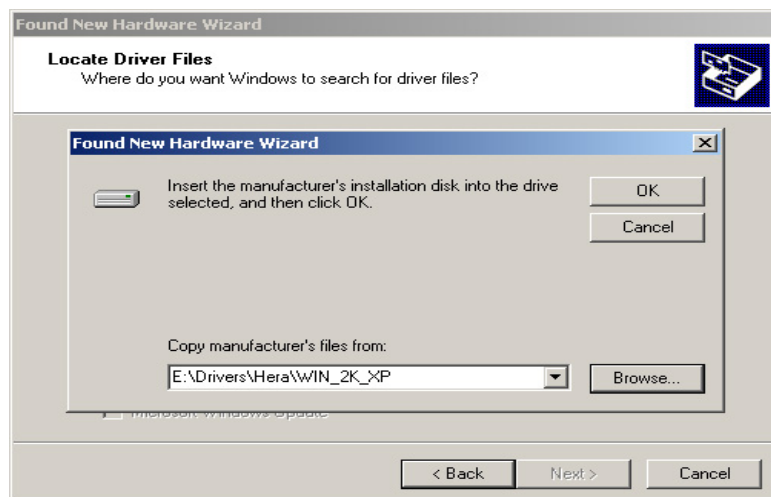 Found New Hardware Wizard
Locate Driver Files
Where do you want Windows to search for driver files?
Found New Hardware Wizard
Insert the manufacturer's installation disk into the drive
selected, and then click OK.
OK
Cancel
Copy manufacturer's files from:
E:\Drivers\Hera\WIN_2K_XP
Browse...
Microsoft Windows Update
< Back
Next >
Cancel